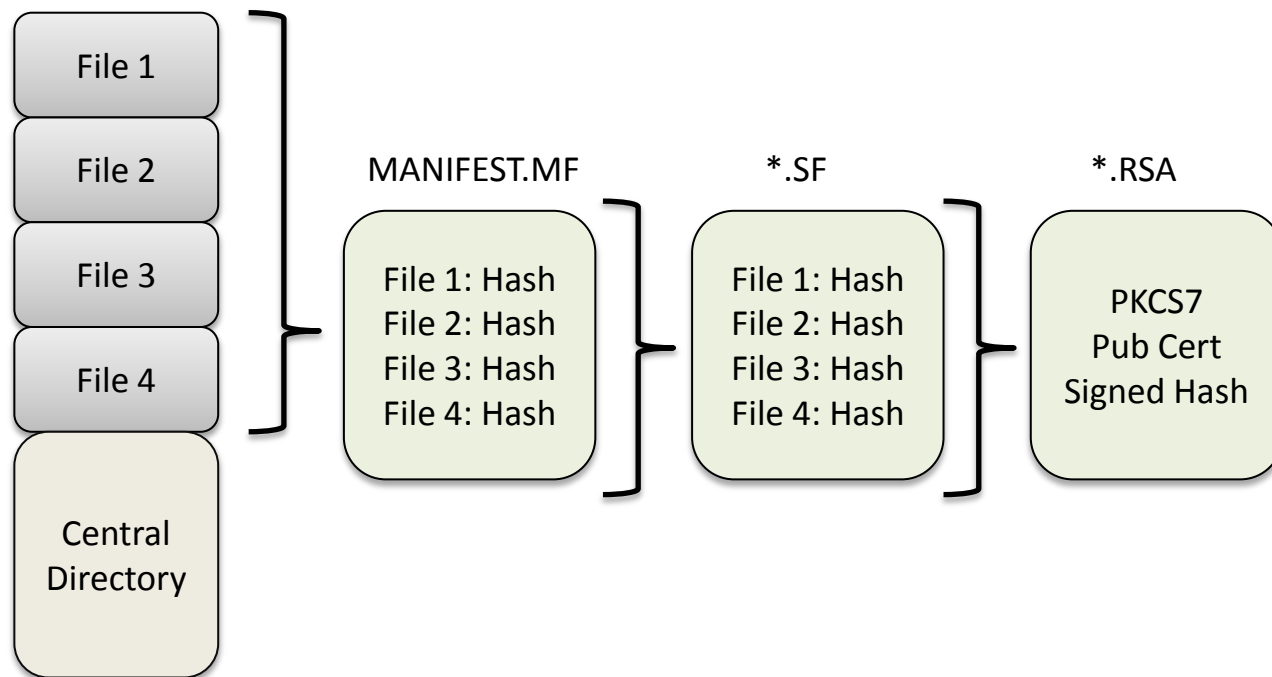 File 1
File 2
File 3
File 4
Central
Directory
MANIFEST.MF
File 1: Hash
File 2: Hash
File 3: Hash
File 4: Hash
*.SF
File 1: Hash
File 2: Hash
File 3: Hash
File 4: Hash
*.RSA
PKCS7
Pub Cert
Signed Hash